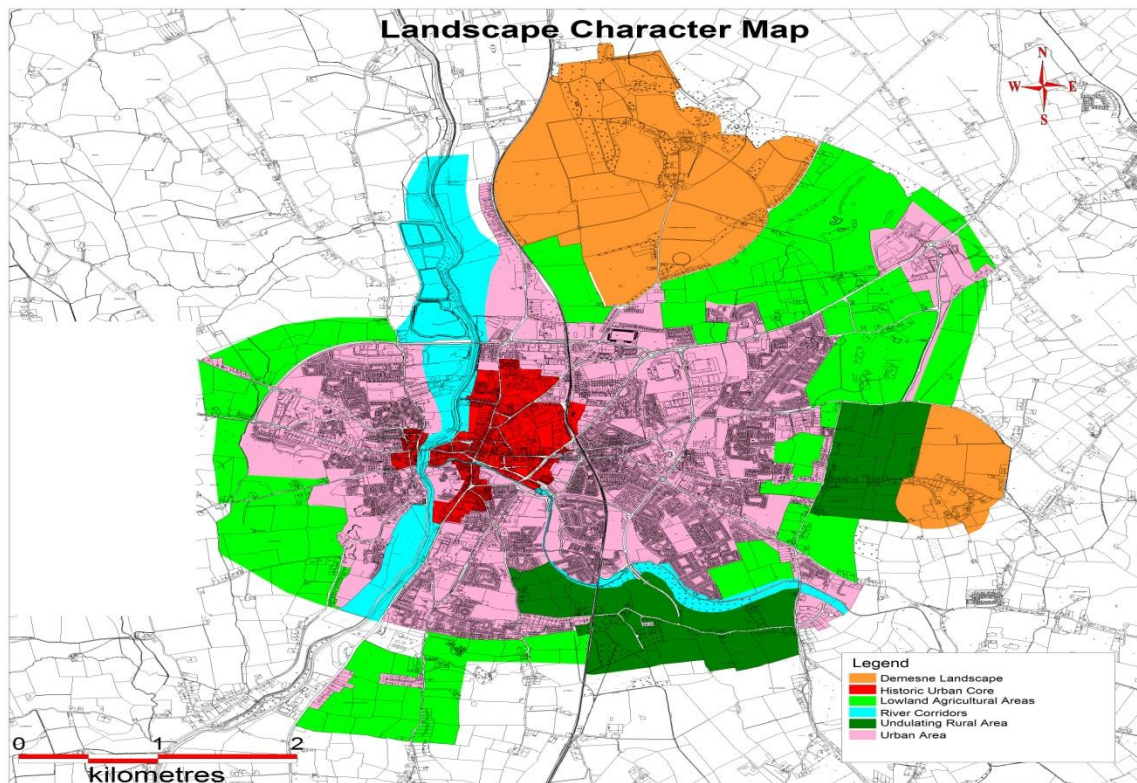 Landscape Character Map
N
W E
S
Legend
Demesne Landscape
Historic Urban Core
Lowland Agricultural Areas
River Corridors
Undulating Rural Area
Urban Area
0 1 2
kilometres